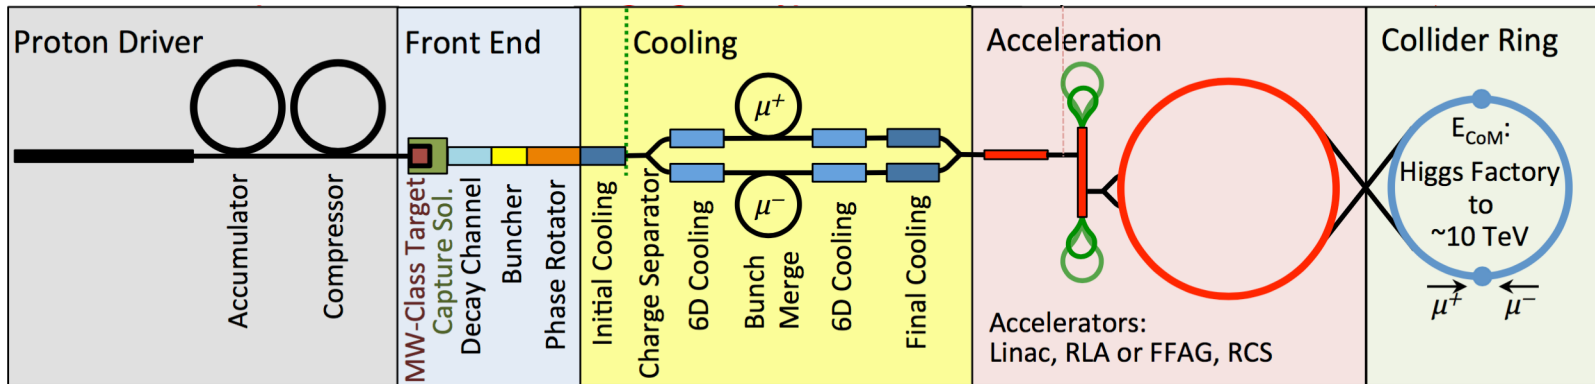 Proton Driver
Accumulator
Compressor
Front End
MW-Class Target
Capture Sol.
Decay Channel
Buncher
Phase Rotator
Cooling
Initial Cooling
Charge Separator
6D Cooling
μ+
μ−
Bunch
Merge
6D Cooling
Final Cooling
Acceleration
Accelerators:
Linac, RLA or FFAG, RCS
Collider Ring
ECoM:
Higgs Factory
to
~10 TeV
μ+ μ−